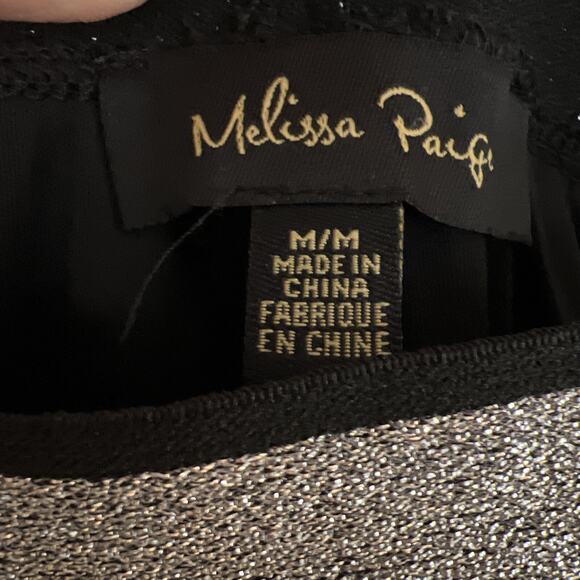 Melissa Paige
M/M
MADE IN
CHINA
FABRIQUE
EN CHINE